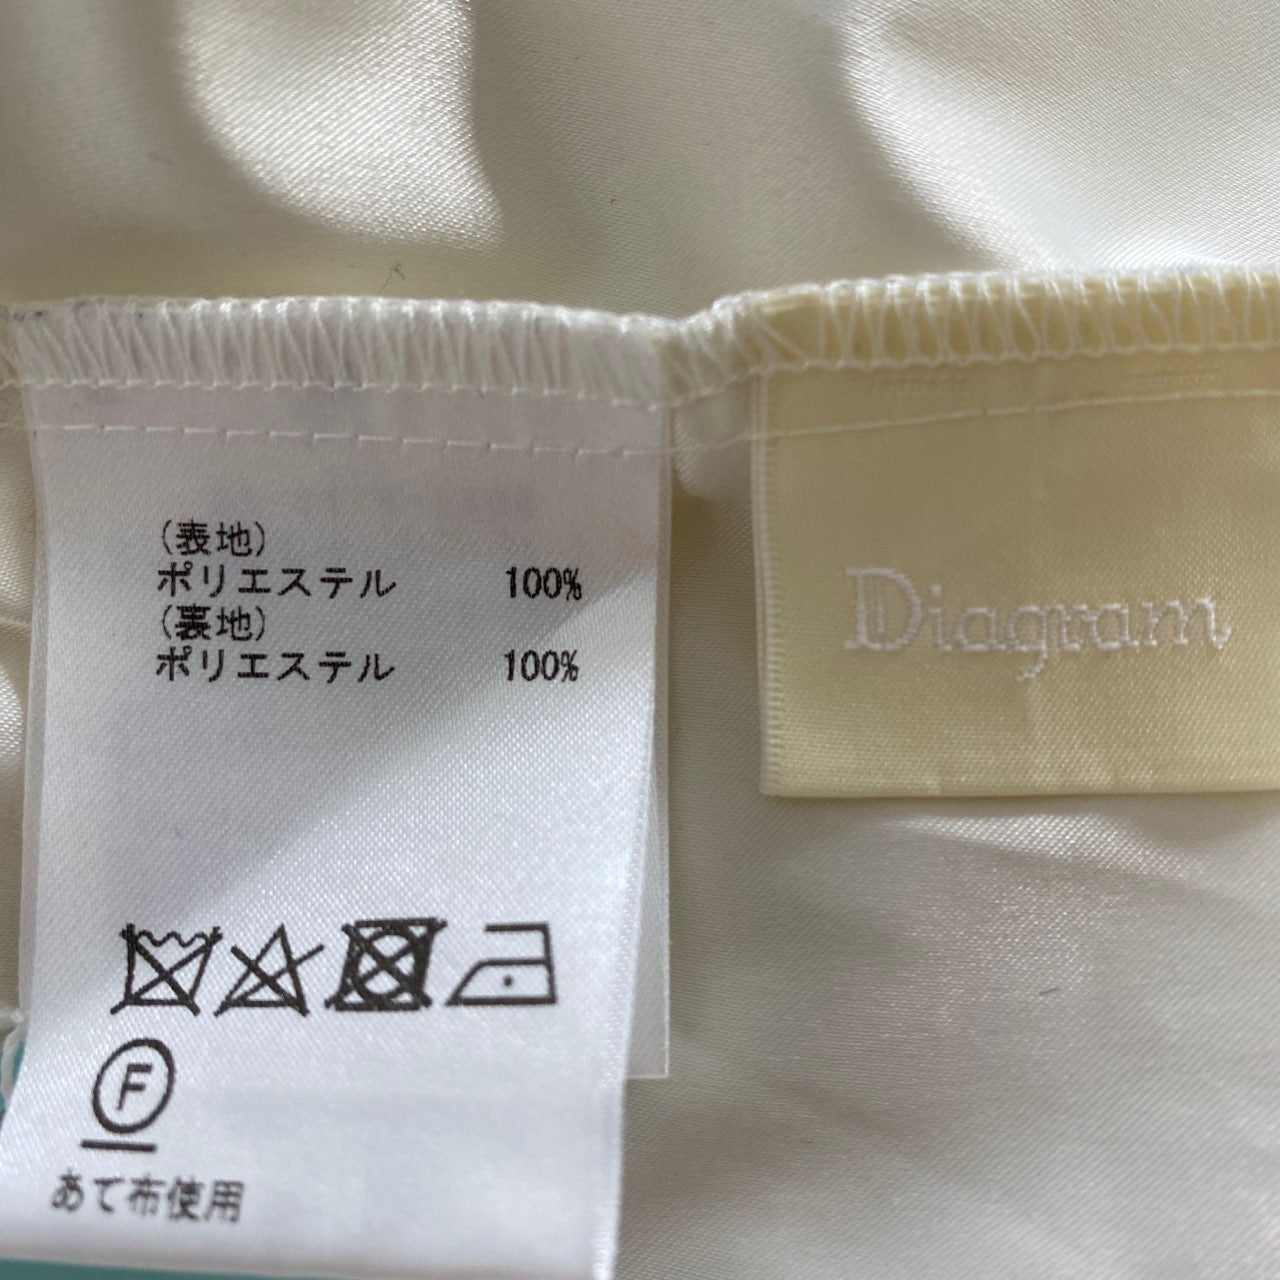 (表地)
ポリエステル 100%
(裏地)
ポリエステル 100%
F
あて布使用
Diagram